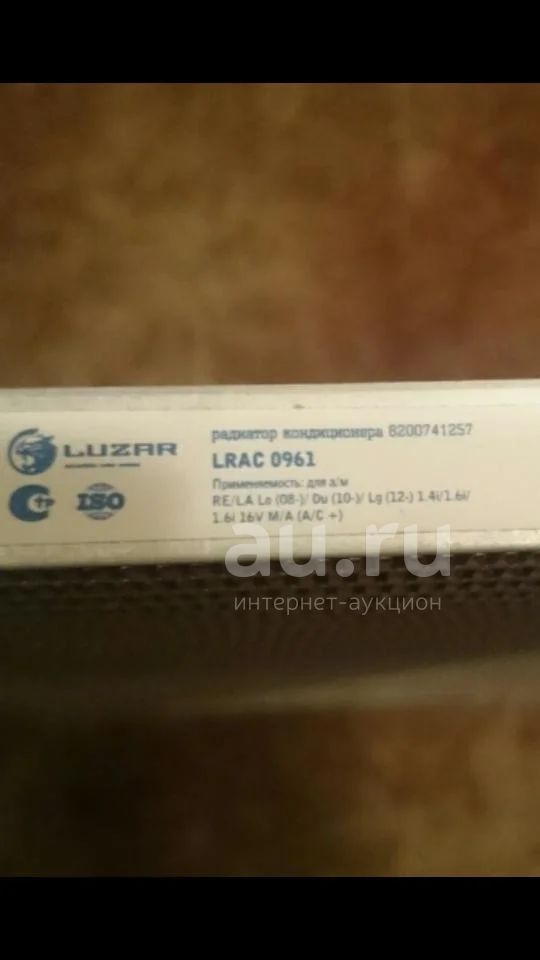 LUZAR
ISO
радиатор кондиционера 8200741257
LRAC 0961
Применяемость: для а/м
RE/LA Lo (08-)/ Du (10-)/ Lg (12-) 1.4i/1.6i/
1.6i 16V M/A (A/C +)
au.ru
интернет-аукцион